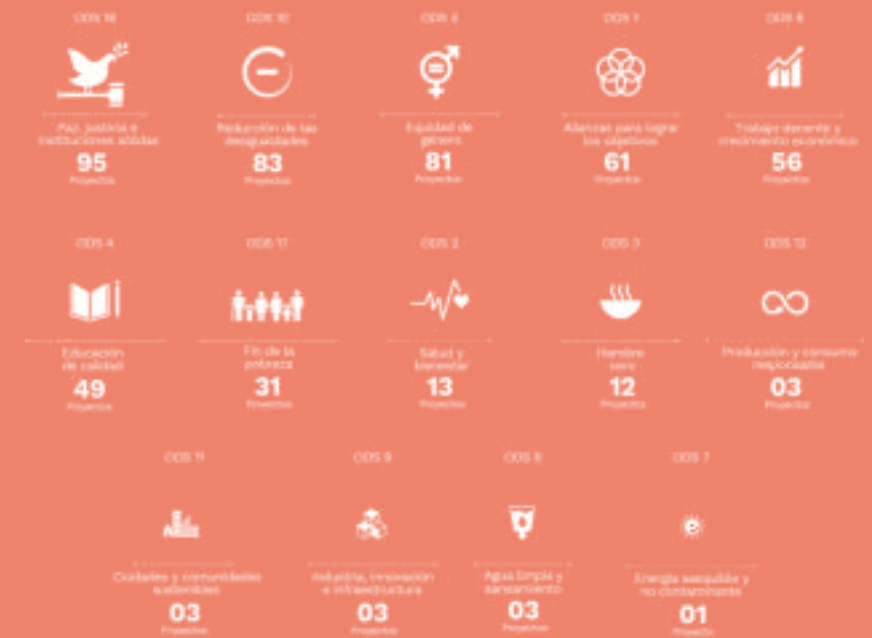 ODS 16
Paz, justicia e
instituciones sólidas
95
Proyectos
ODS 10
Reducción de las
desigualdades
83
Proyectos
ODS
Equidad de
género
81
Proyectos
ODS
Alianzas para lograr
los objetivos
61
Proyectos
ODS 8
Trabajo decente y
crecimiento económico
56
Proyectos
ODS 4
Educación
de calidad
49
Proyectos
ODS 17
Fin de la
pobreza
31
Proyectos
ODS
Salud y
bienestar
13
Proyectos
ODS
Hambre
cero
12
Proyectos
ODS 12
Producción y consumo
responsables
03
Proyectos
ODS 11
Ciudades y comunidades
sostenibles
03
Proyectos
ODS 9
Industria, innovación
e infraestructura
03
Proyectos
ODS 6
Agua limpia y
saneamiento
03
Proyectos
ODS 7
Energía asequible y
no contaminante
01
Proyecto